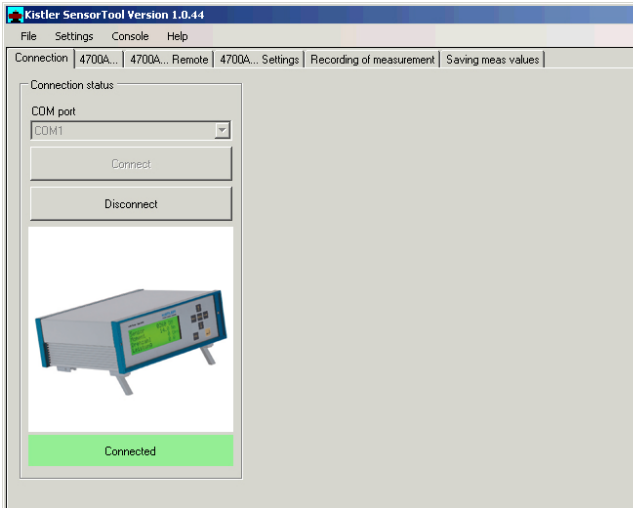 Kistler SensorTool Version 1.0.44
File Settings Console Help
Connection 4700A... 4700A... Remote 4700A... Settings Recording of measurement Saving meas values
Connection status
COM port
COM1
Connect
Disconnect
Connected